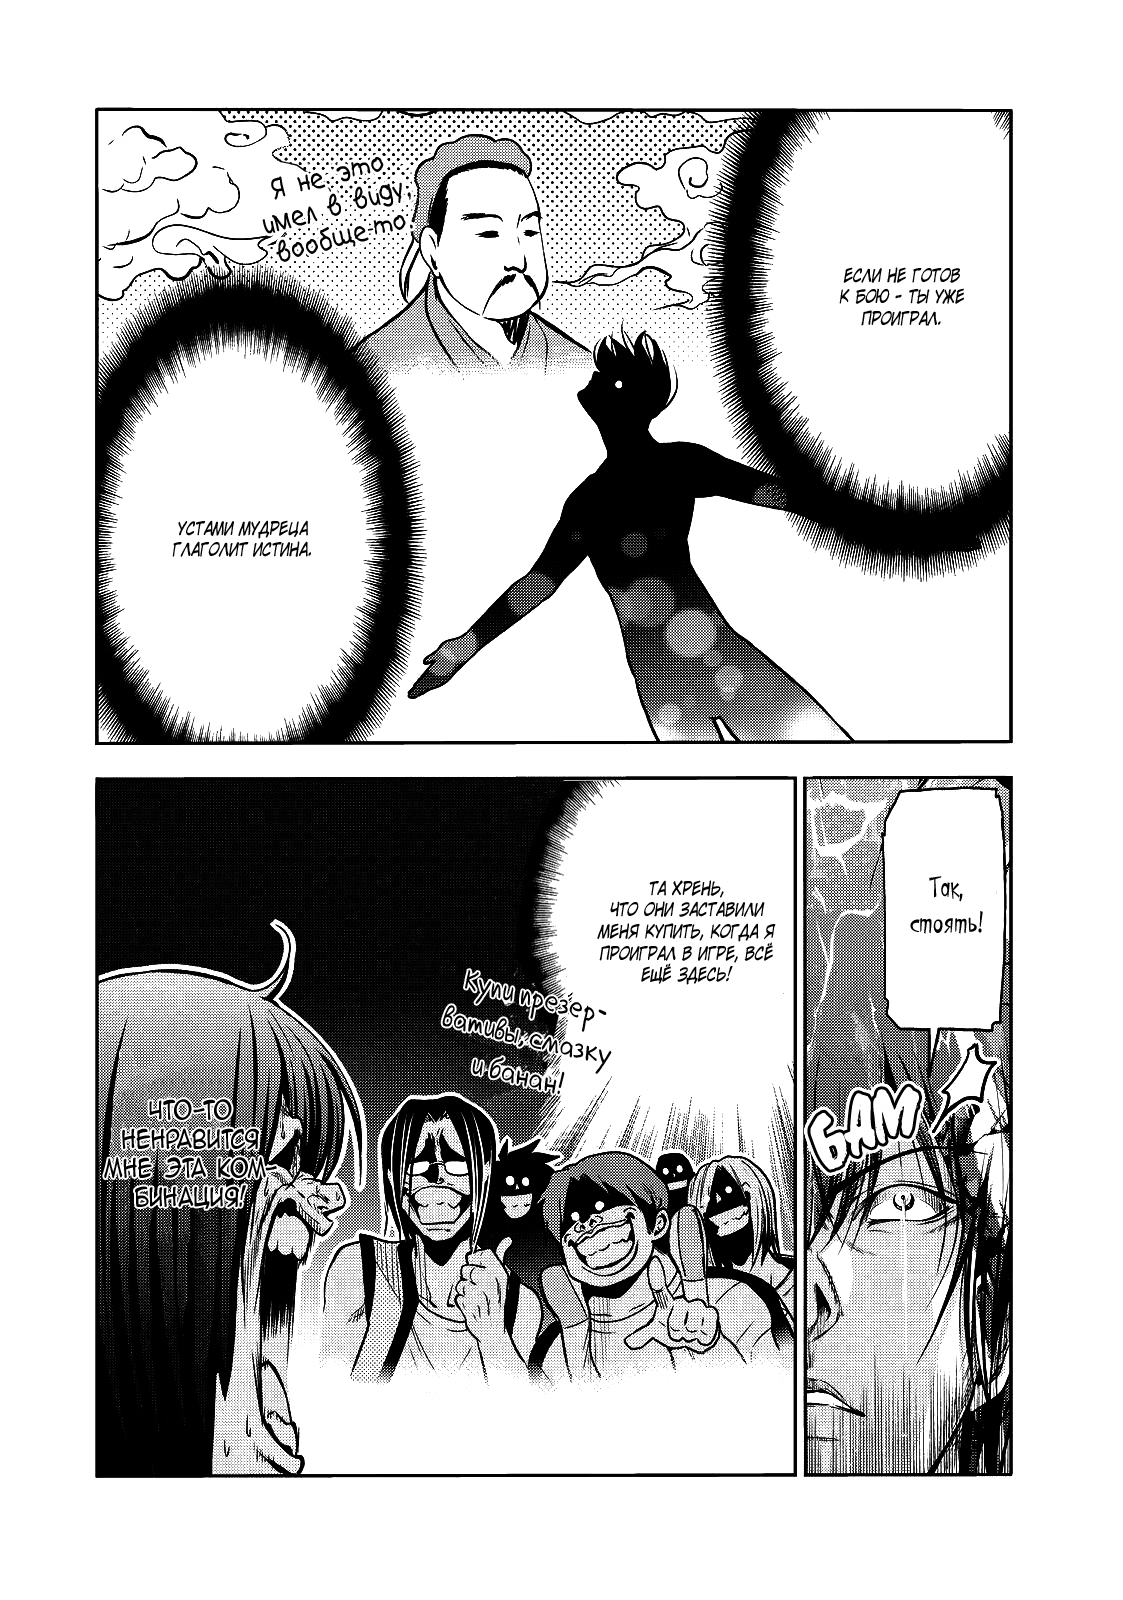 ЕСЛИ НЕ ГОТОВ
К БОЮ - ТЫ УЖЕ
ПРОИГРАЛ.
Я не это
имел в виду,
вообще-то
УСТАМИ МУДРЕЦА
ГЛАГОЛИТ ИСТИНА.
Так,
стоять!
БАМ
ТА ХРЕНЬ,
ЧТО ОНИ ЗАСТАВИЛИ
МЕНЯ КУПИТЬ, КОГДА Я
ПРОИГРАЛ В ИГРЕ, ВСЁ
ЕЩЁ ЗДЕСЬ!
Купи презер-
вативы, смазку
и банан!
ЧТО-ТО
НЕНРАВИТСЯ
МНЕ ЭТА КОМ-
БИНАЦИЯ!